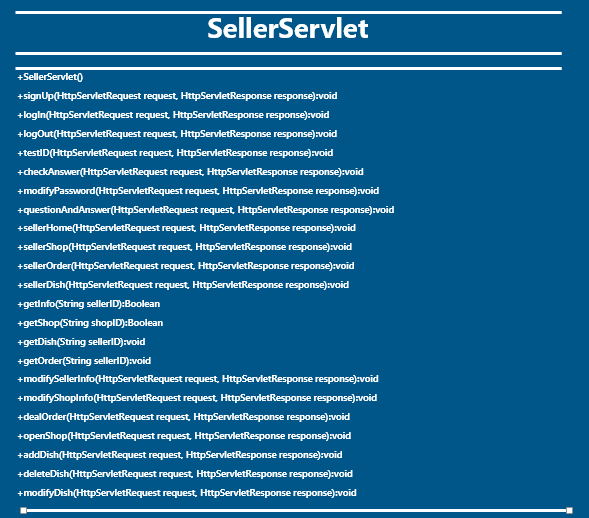 SellerServlet
+SellerServlet()
+signUp(HttpServletRequest request, HttpServletResponse response):void
+logIn(HttpServletRequest request, HttpServletResponse response):void
+logOut(HttpServletRequest request, HttpServletResponse response):void
+testID(HttpServletRequest request, HttpServletResponse response):void
+checkAnswer(HttpServletRequest request, HttpServletResponse response):void
+modifyPassword(HttpServletRequest request, HttpServletResponse response):void
+questionAndAnswer(HttpServletRequest request, HttpServletResponse response):void
+sellerHome(HttpServletRequest request, HttpServletResponse response):void
+sellerShop(HttpServletRequest request, HttpServletResponse response):void
+sellerOrder(HttpServletRequest request, HttpServletResponse response):void
+sellerDish(HttpServletRequest request, HttpServletResponse response):void
+getInfo(String sellerID):Boolean
+getShop(String shopID):Boolean
+getDish(String sellerID):void
+getOrder(String sellerID):void
+modifySellerInfo(HttpServletRequest request, HttpServletResponse response):void
+modifyShopInfo(HttpServletRequest request, HttpServletResponse response):void
+dealOrder(HttpServletRequest request, HttpServletResponse response):void
+openShop(HttpServletRequest request, HttpServletResponse response):void
+addDish(HttpServletRequest request, HttpServletResponse response):void
+deleteDish(HttpServletRequest request, HttpServletResponse response):void
+modifyDish(HttpServletRequest request, HttpServletResponse response):void